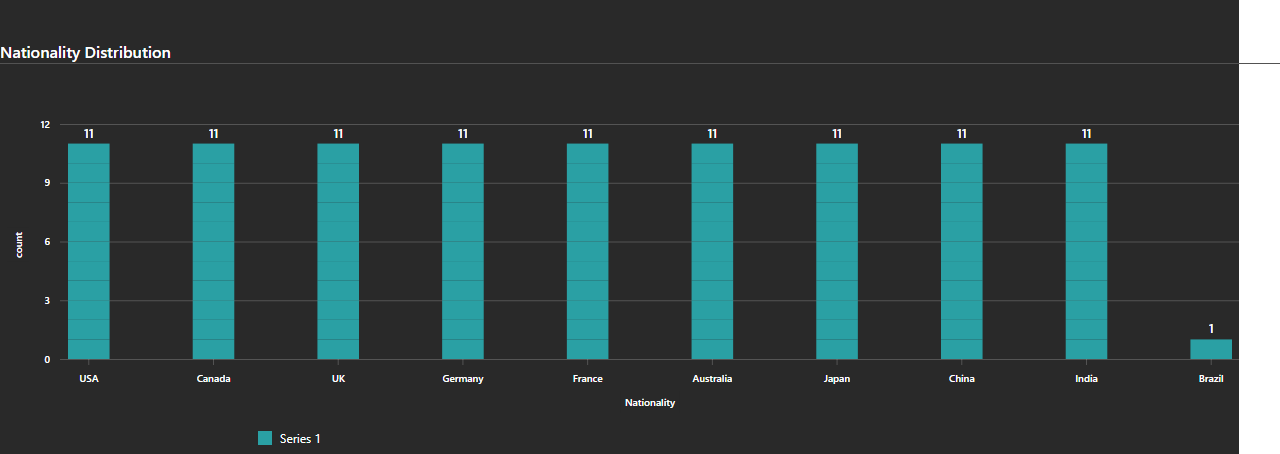 Nationality Distribution
12
11 11 11 11 11 11 11 11 11
9
count
6
3
1
0
USA Canada UK Germany France Australia Japan China India Brazil
Nationality
Series 1